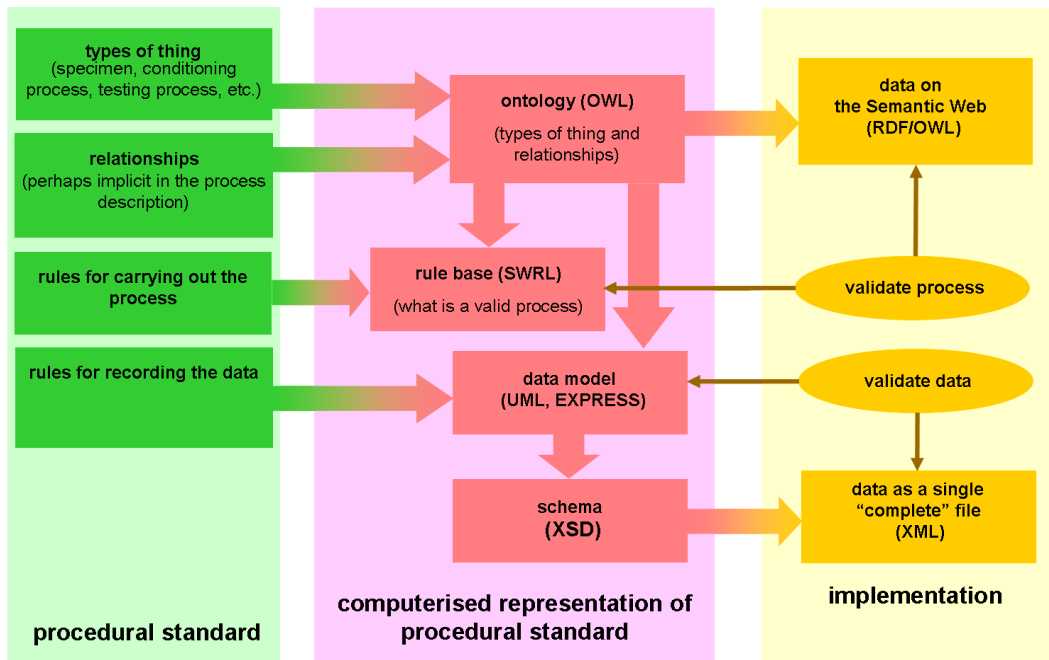 types of thing
(specimen, conditioning
process, testing process, etc.)
relationships
(perhaps implicit in the process
description)
rules for carrying out the
process
rules for recording the data
procedural standard
ontology (OWL)
(types of thing and
relationships)
rule base (SWRL)
(what is a valid process)
data model
(UML, EXPRESS)
schema
(XSD)
computerised representation of
procedural standard
data on
the Semantic Web
(RDF/OWL)
validate process
validate data
data as a single
“complete” file
(XML)
implementation